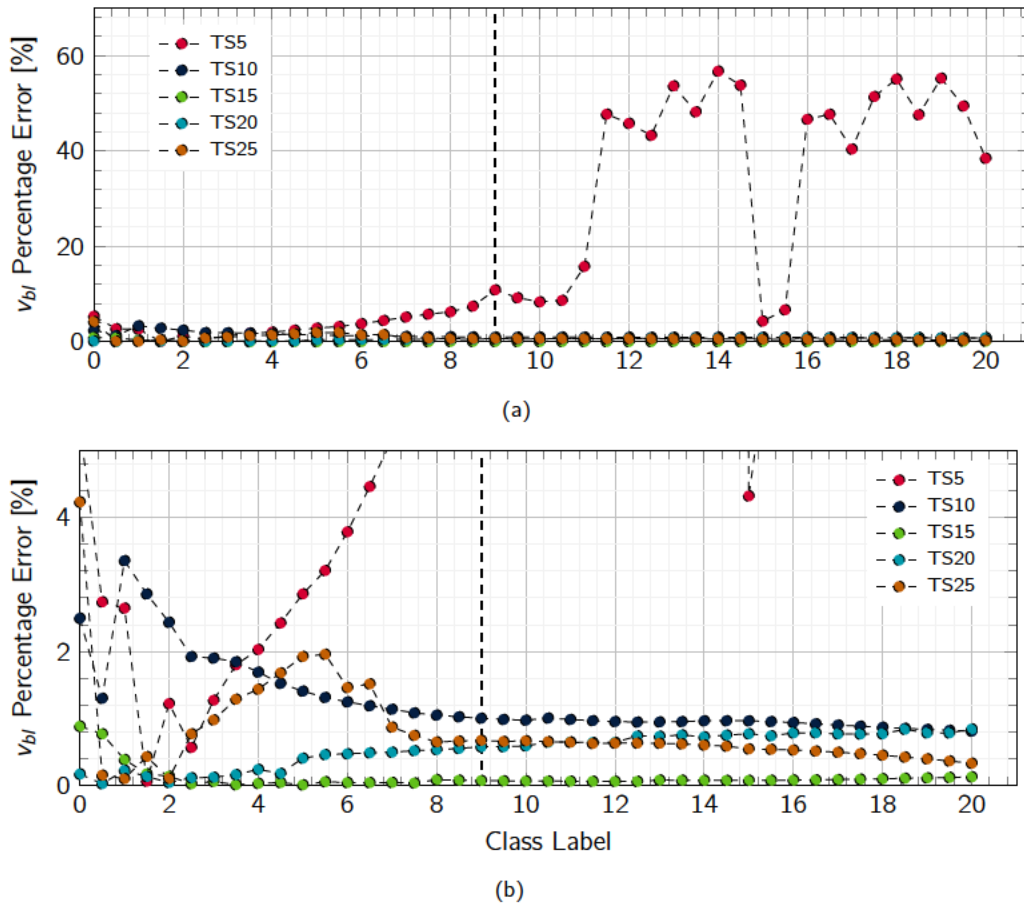 v_bl Percentage Error [%]
60
40
20
0
TS5
TS10
TS15
TS20
TS25
0 2 4 6 8 10 12 14 16 18 20
(a)
v_bl Percentage Error [%]
4
2
0
TS5
TS10
TS15
TS20
TS25
0 2 4 6 8 10 12 14 16 18 20
Class Label
(b)